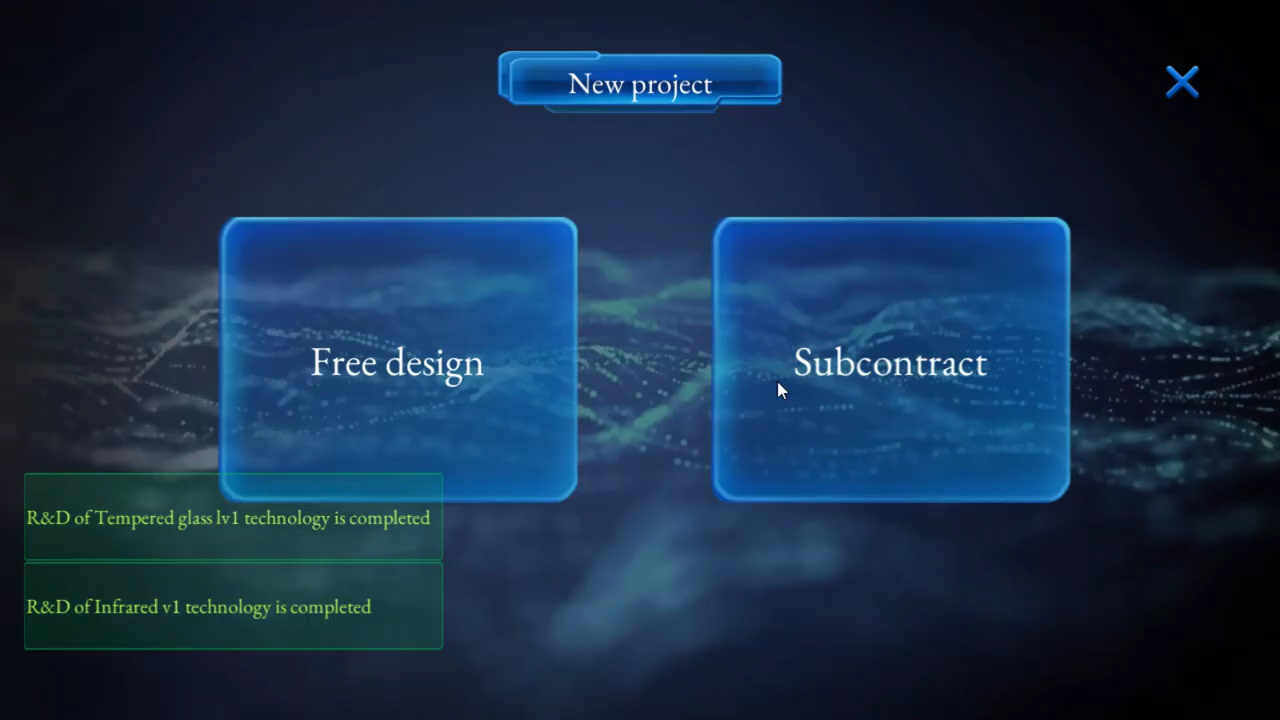 New project
Free design
Subcontract
R&D of Tempered glass lv1 technology is completed
R&D of Infrared v1 technology is completed